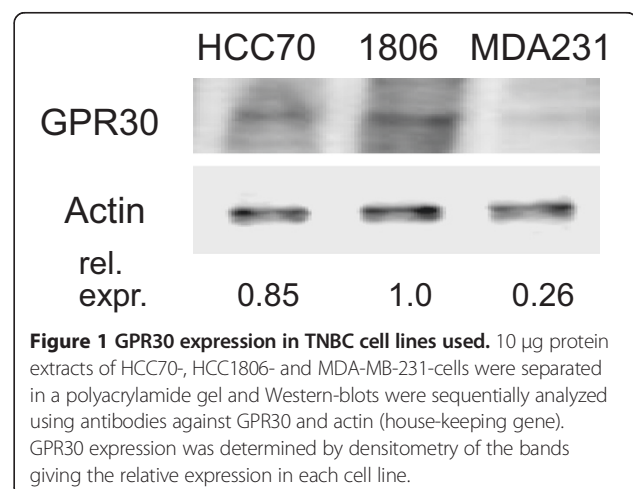 HCC70 1806 MDA231
GPR30
Actin
rel.
expr. 0.85 1.0 0.26
Figure 1 GPR30 expression in TNBC cell lines used. 10 µg protein
extracts of HCC70-, HCC1806- and MDA-MB-231-cells were separated
in a polyacrylamide gel and Western-blots were sequentially analyzed
using antibodies against GPR30 and actin (house-keeping gene).
GPR30 expression was determined by densitometry of the bands
giving the relative expression in each cell line.